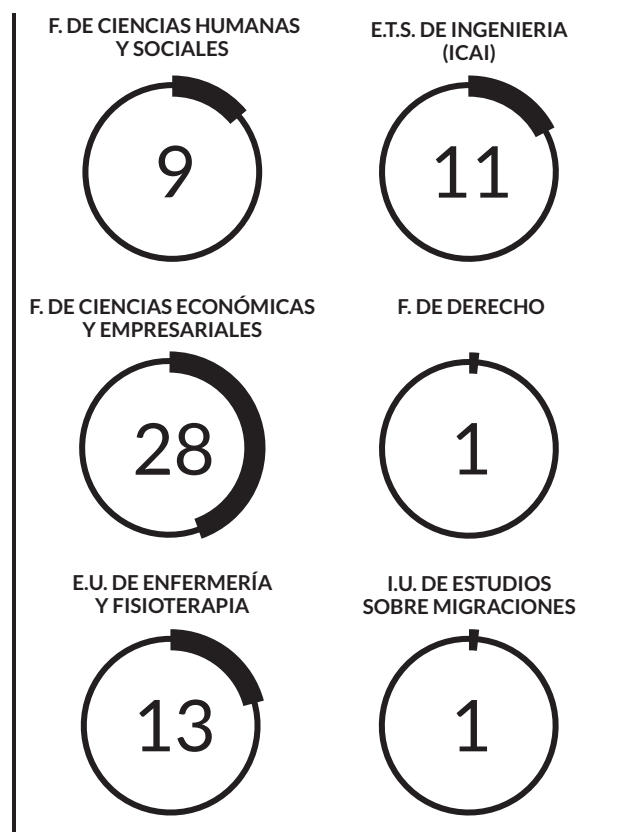 F. DE CIENCIAS HUMANAS
Y SOCIALES
9
E.T.S. DE INGENIERIA
(ICAI)
11
F. DE CIENCIAS ECONÓMICAS
Y EMPRESARIALES
28
F. DE DERECHO
1
E.U. DE ENFERMERÍA
Y FISIOTERAPIA
13
I.U. DE ESTUDIOS
SOBRE MIGRACIONES
1